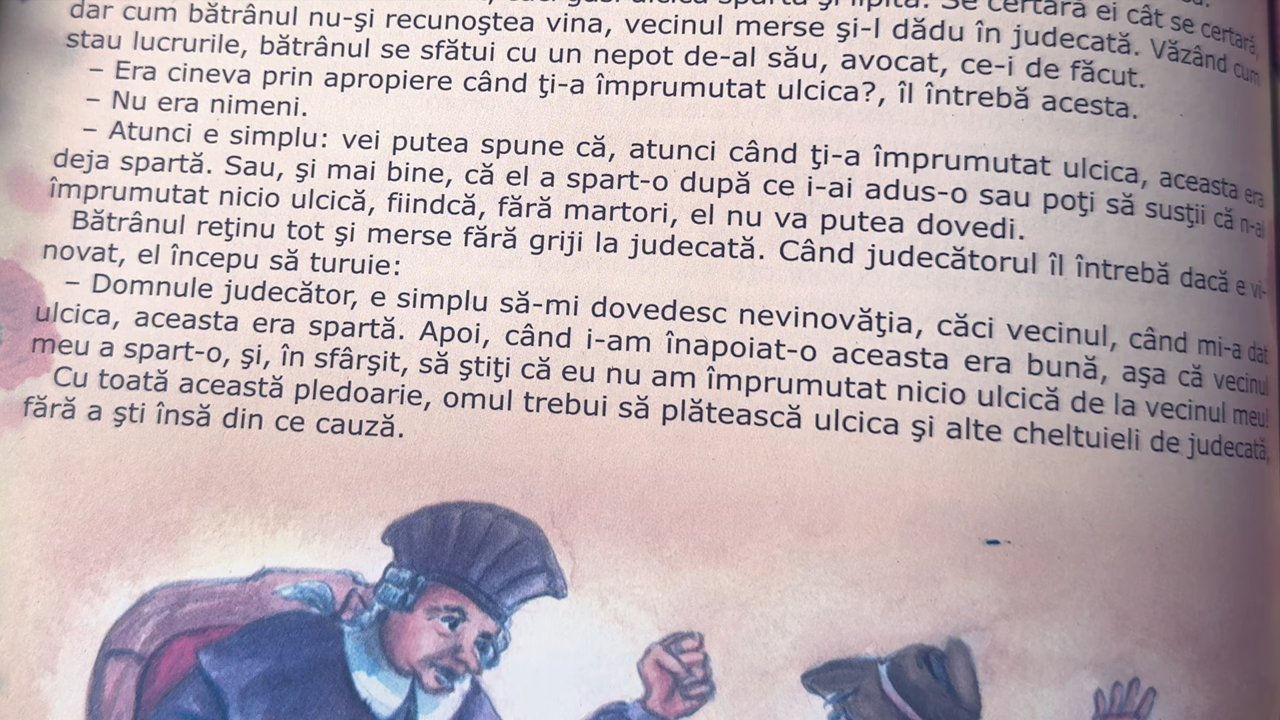 Se certară ei cât se certară,
dar cum bătrânul nu-şi recunoştea vina, vecinul merse şi-l dădu în judecată. Văzând cum
stau lucrurile, bătrânul se sfătui cu un nepot de-al său, avocat, ce-i de făcut.
– Era cineva prin apropiere când ţi-a împrumutat ulcica?, îl întrebă acesta.
– Nu era nimeni.
– Atunci e simplu: vei putea spune că, atunci când ţi-a împrumutat ulcica, aceasta era
deja spartă. Sau, şi mai bine, că el a spart-o după ce i-ai adus-o sau poţi să susţii că n-ai
împrumutat nicio ulcică, fiindcă, fără martori, el nu va putea dovedi.
Bătrânul reţinu tot şi merse fără griji la judecată. Când judecătorul îl întrebă dacă e vi-
novat, el începu să turuie:
– Domnule judecător, e simplu să-mi dovedesc nevinovăţia, căci vecinul, când mi-a dat
ulcica, aceasta era spartă. Apoi, când i-am înapoiat-o aceasta era bună, aşa că vecinul
meu a spart-o, şi, în sfârşit, să ştiţi că eu nu am împrumutat nicio ulcică de la vecinul meu!
Cu toată această pledoarie, omul trebui să plătească ulcica şi alte cheltuieli de judecată,
fără a şti însă din ce cauză.